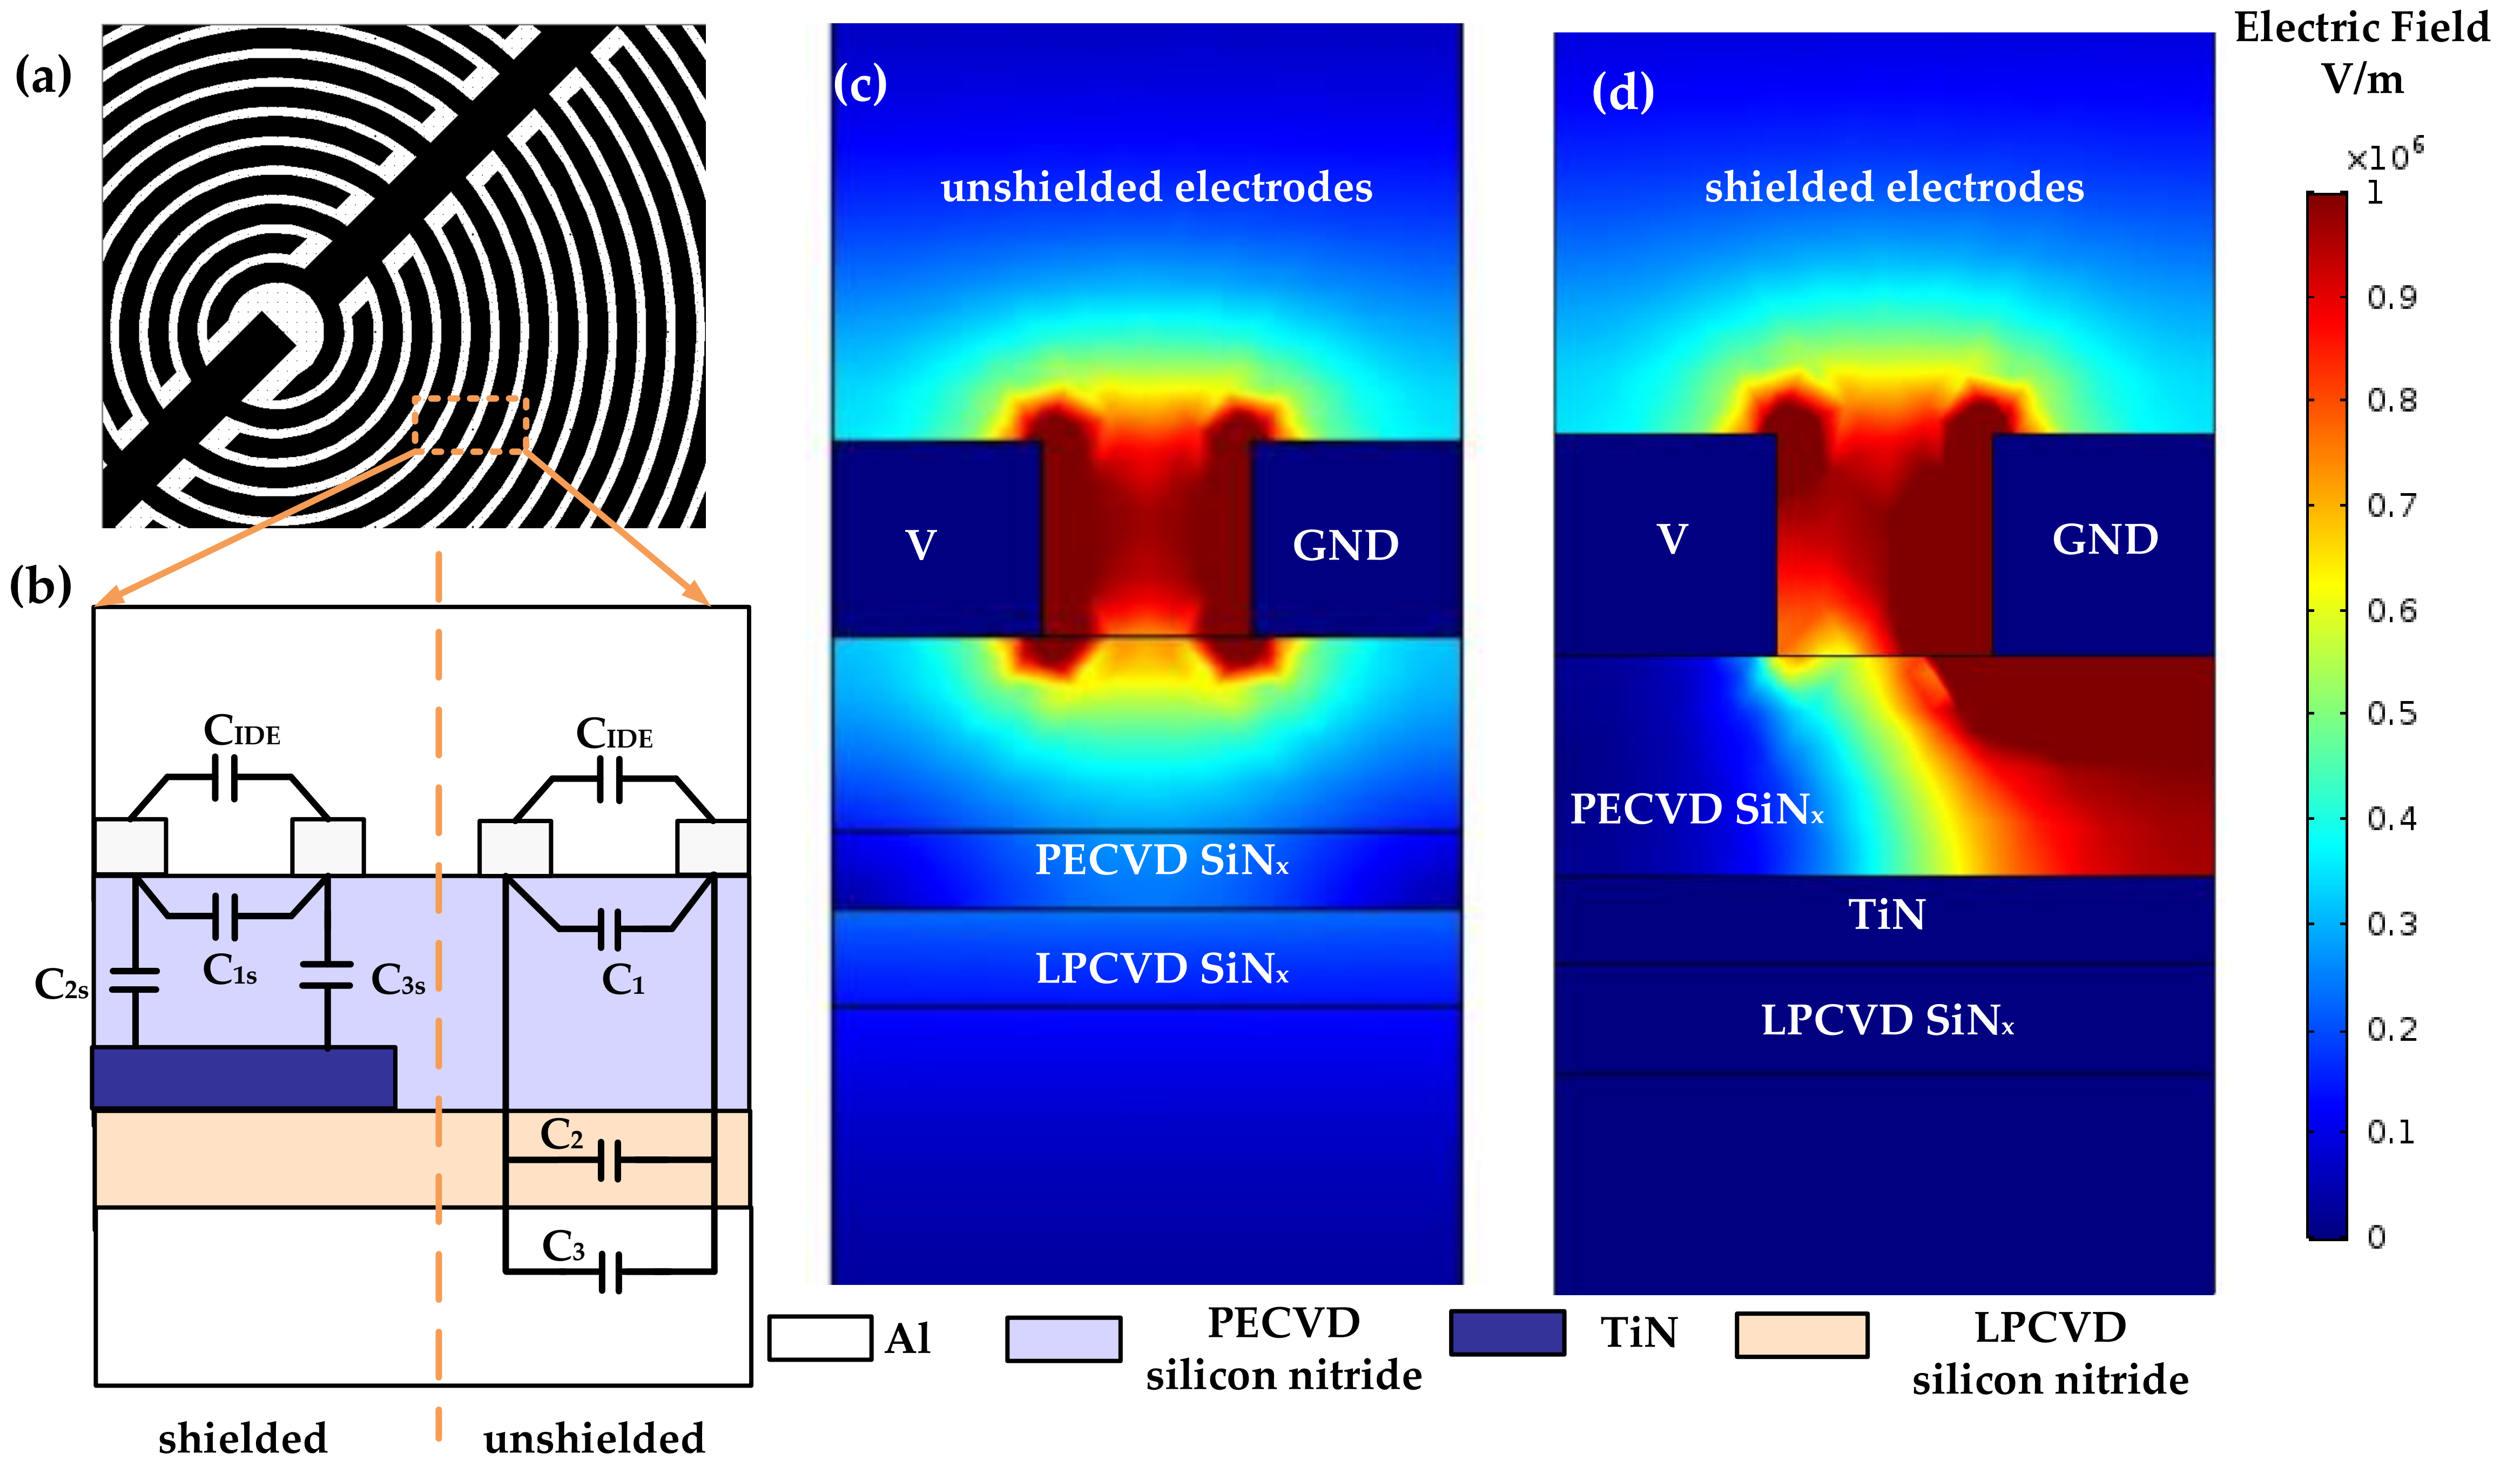 (a)
(b)
CIDE
CIDE
C2s
C1s
C3s
C1
C2
C3
shielded
unshielded
(c)
unshielded electrodes
V
GND
PECVD SiNx
LPCVD SiNx
(d)
shielded electrodes
V
GND
PECVD SiNx
TiN
LPCVD SiNx
Electric Field
V/m
×10⁶
1
0.9
0.8
0.7
0.6
0.5
0.4
0.3
0.2
0.1
0
Al
PECVD
silicon nitride
TiN
LPCVD
silicon nitride